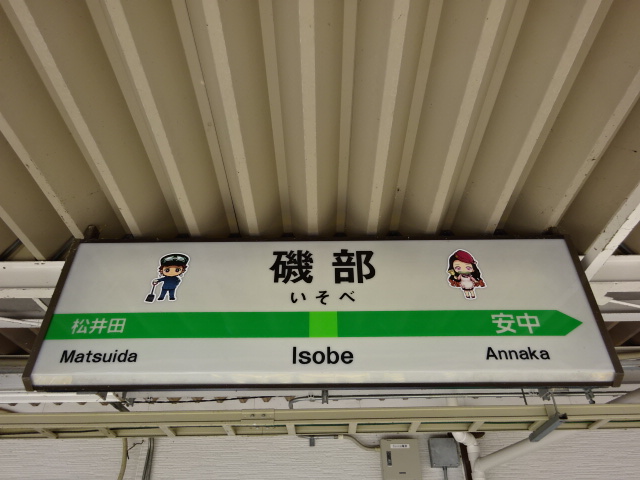 磯部
いそべ
松井田 安中
Matsuida Isobe Annaka